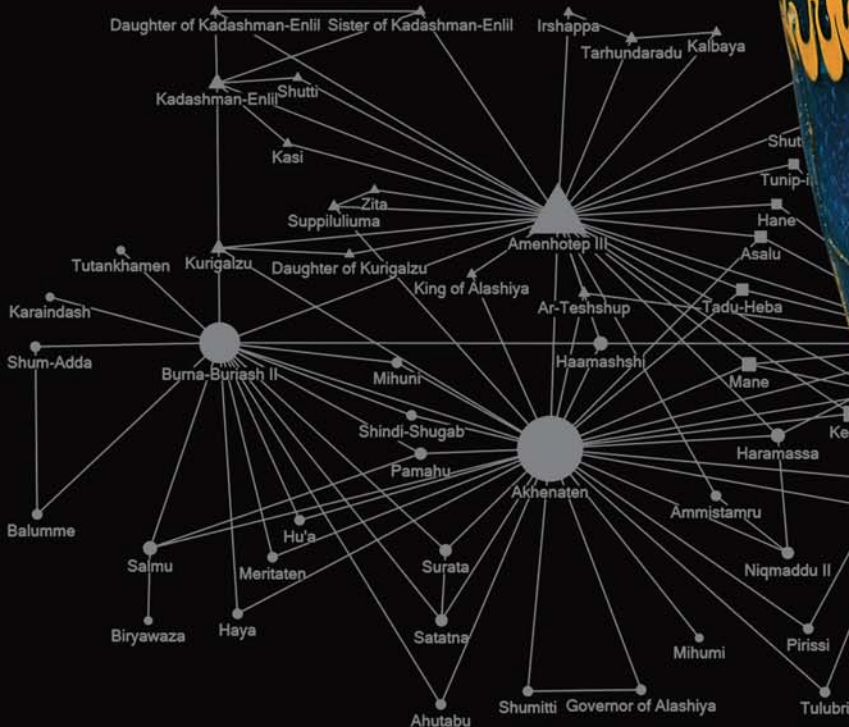 Daughter of Kadashman-Enlil
Sister of Kadashman-Enlil
Irshappa
Tarhundaradu
Kalbaya
Kadashman-Enlil
Shutti
Kasi
Shut
Tunip-i
Zita
Suppiluliuma
Hane
Amenhotep III
Asalu
Tutankhamen
Kurigalzu
Daughter of Kurigalzu
King of Alashiya
Karaindash
Ar-Teshshup
Tadu-Heba
Shum-Adda
Burna-Buriash II
Mihuni
Haamashshi
Mane
Shindi-Shugab
Ke
Pamahu
Haramassa
Akhenaten
Balumme
Hu'a
Ammistamru
Salmu
Meritaten
Surata
Niqmaddu II
Biryawaza
Haya
Satatna
Mihumi
Pirissi
Shumitti
Governor of Alashiya
Tulubri
Ahutabu